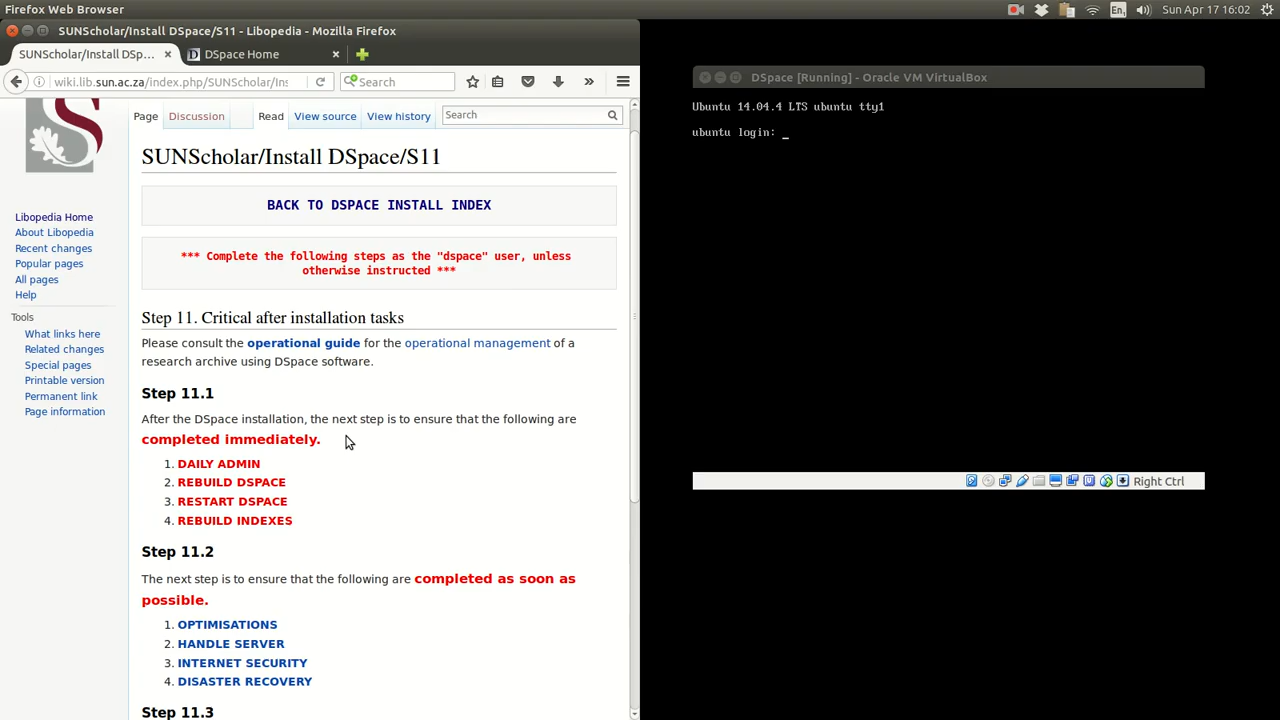 Firefox Web Browser
En
Sun Apr 17 16:02
SUNScholar/Install DSpace/S11 - Libopedia - Mozilla Firefox
SUNScholar/Install DSp... ×
DSpace Home ×
wiki.lib.sun.ac.za/index.php/SUNScholar/Ins
Search
Page
Discussion
Read
View source
View history
Search
SUNScholar/Install DSpace/S11
BACK TO DSPACE INSTALL INDEX
*** Complete the following steps as the "dspace" user, unless
otherwise instructed ***
Step 11. Critical after installation tasks
Please consult the operational guide for the operational management of a
research archive using DSpace software.
Step 11.1
After the DSpace installation, the next step is to ensure that the following are
completed immediately.
1. DAILY ADMIN
2. REBUILD DSPACE
3. RESTART DSPACE
4. REBUILD INDEXES
Step 11.2
The next step is to ensure that the following are completed as soon as
possible.
1. OPTIMISATIONS
2. HANDLE SERVER
3. INTERNET SECURITY
4. DISASTER RECOVERY
Step 11.3
Libopedia Home
About Libopedia
Recent changes
Popular pages
All pages
Help
Tools
What links here
Related changes
Special pages
Printable version
Permanent link
Page information
DSpace [Running] - Oracle VM VirtualBox
Ubuntu 14.04.4 LTS ubuntu tty1
ubuntu login: _
Right Ctrl